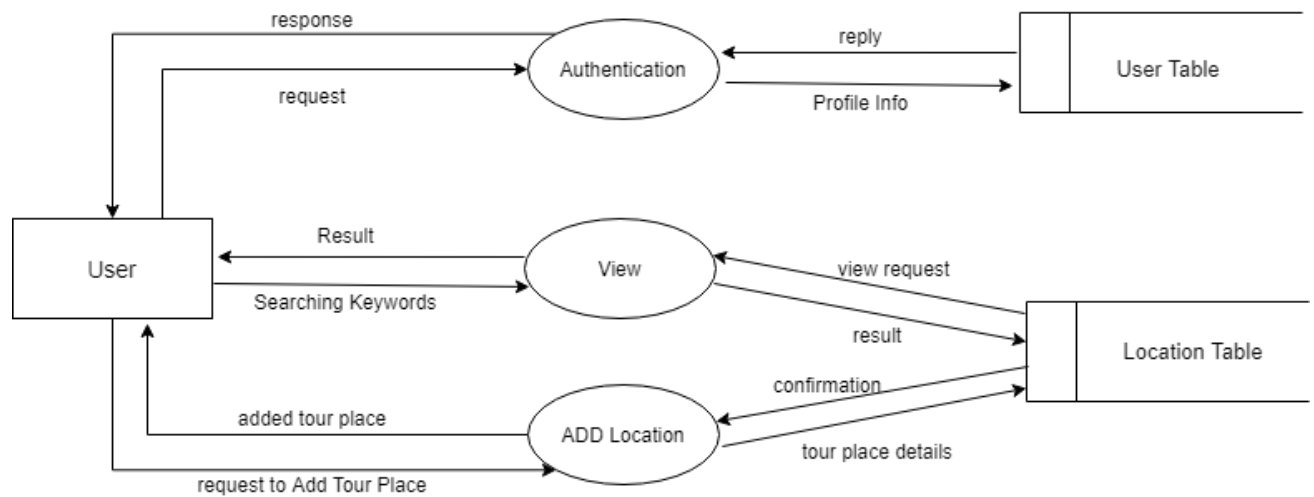 response
reply
Authentication
User Table
request
Profile Info
Result
User
View
view request
Searching Keywords
result
Location Table
confirmation
added tour place
ADD Location
tour place details
request to Add Tour Place